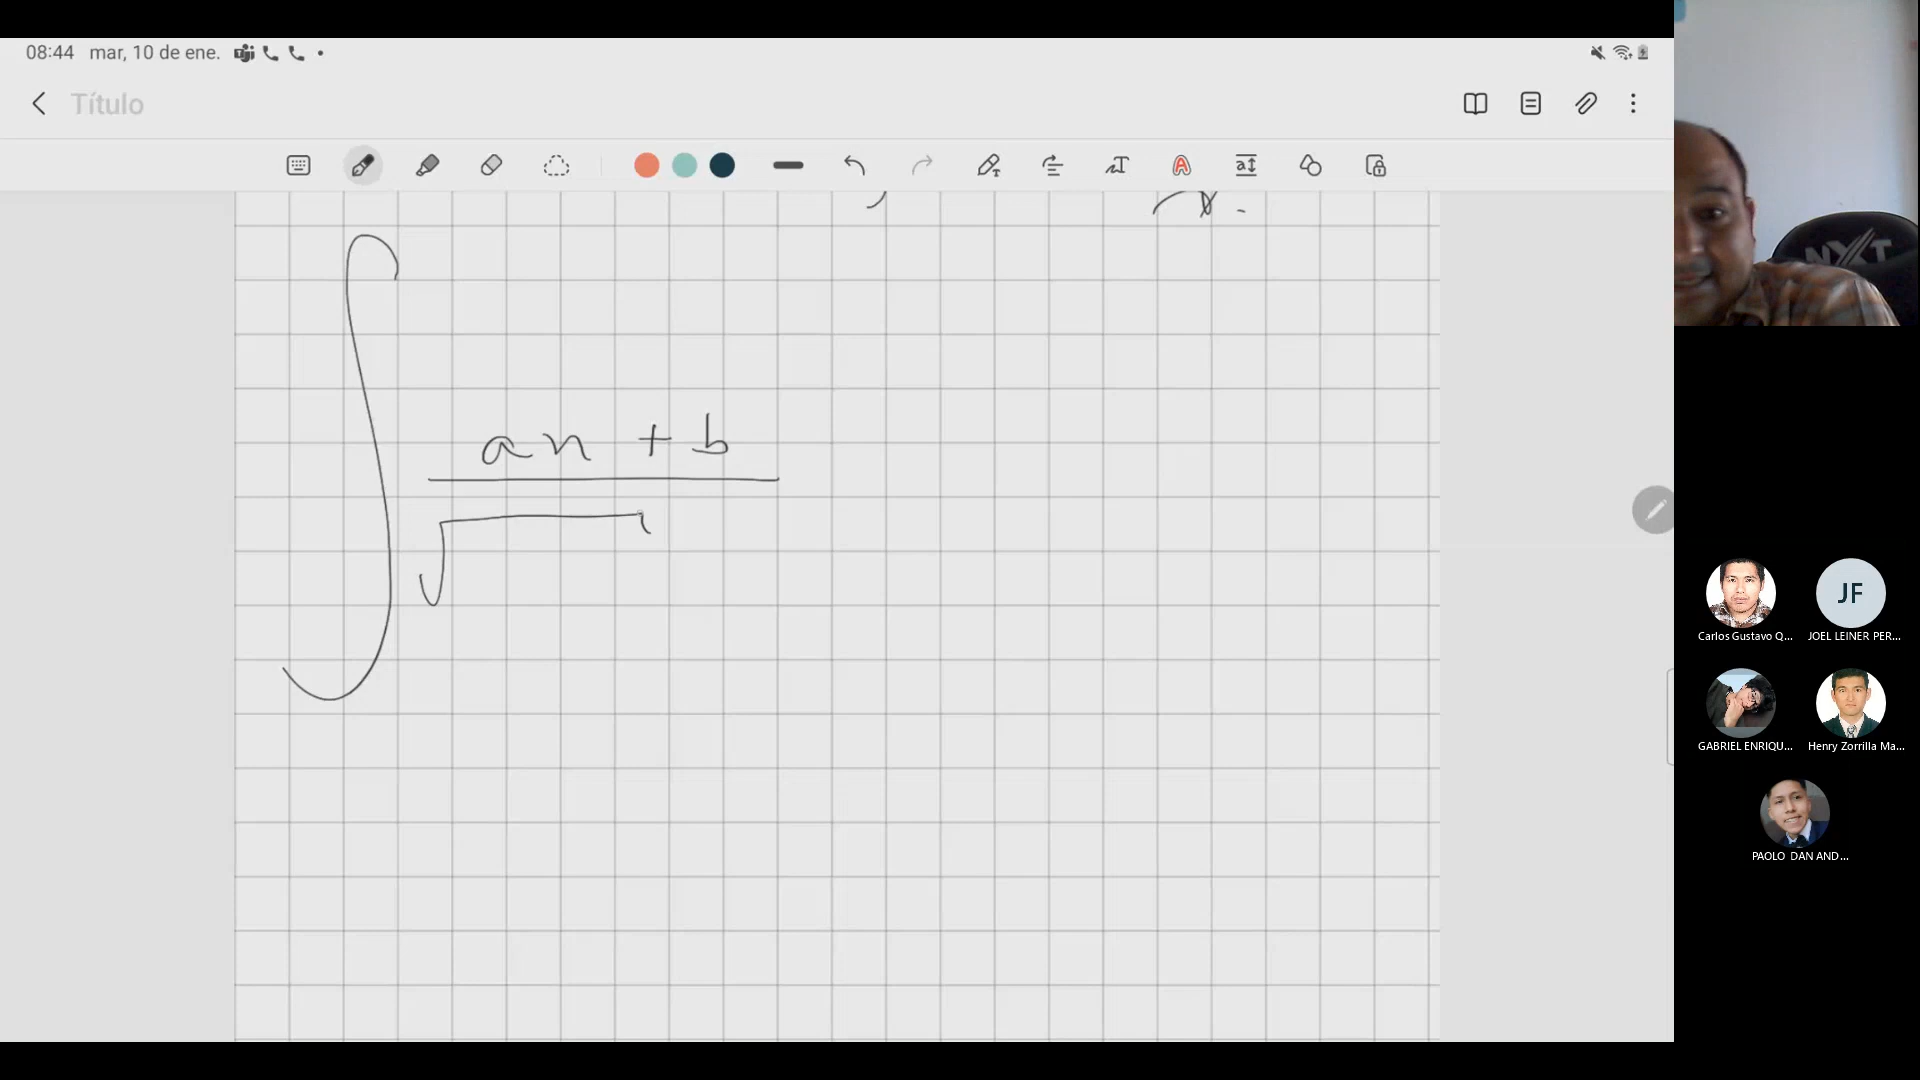 08:44 mar, 10 de ene.
Título
an + b
√
∫
NXT
Carlos Gustavo Q...
JOEL LEINER PER...
JF
GABRIEL ENRIQU...
Henry Zorrilla Ma...
PAOLO DAN AND...